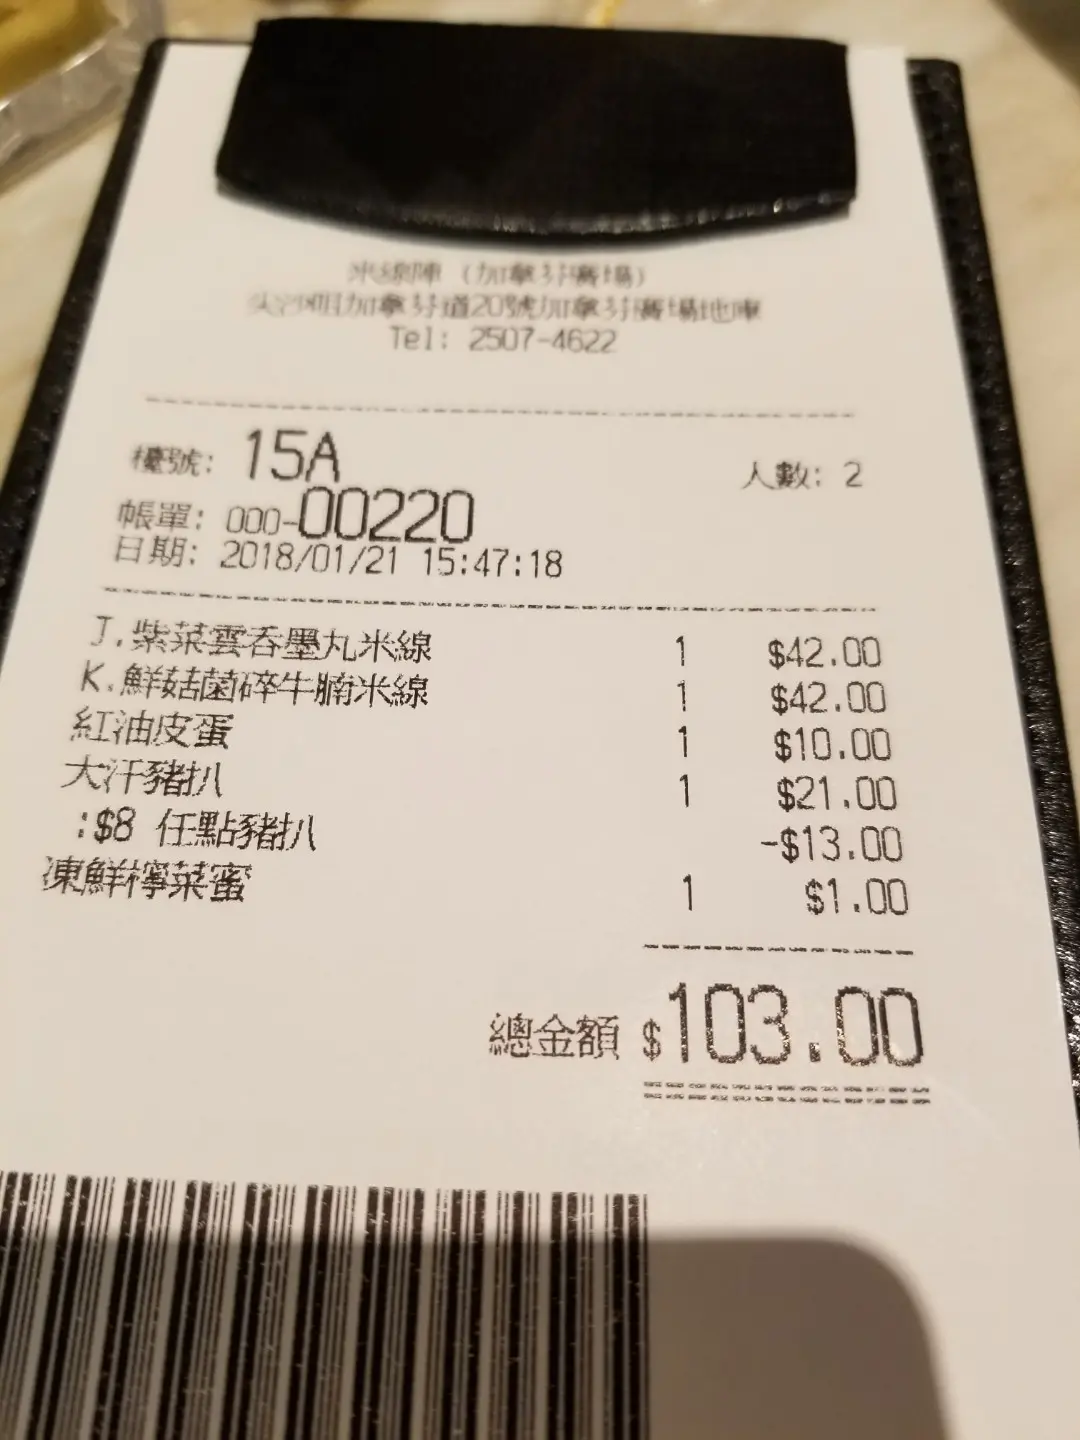 米線陣 (加拿芬廣場)
尖沙咀加拿芬道20號加拿芬廣場地庫
Tel: 2507-4622
檯號: 15A 人數: 2
帳單: 000-00220
日期: 2018/01/21 15:47:18
J.紫菜雲吞墨丸米線 1 $42.00
K.鮮菇菌碎牛腩米線 1 $42.00
紅油皮蛋 1 $10.00
大汗豬扒 1 $21.00
:$8 任點豬扒 -$13.00
凍鮮檸菜蜜 1 $1.00
總金額 $103.00